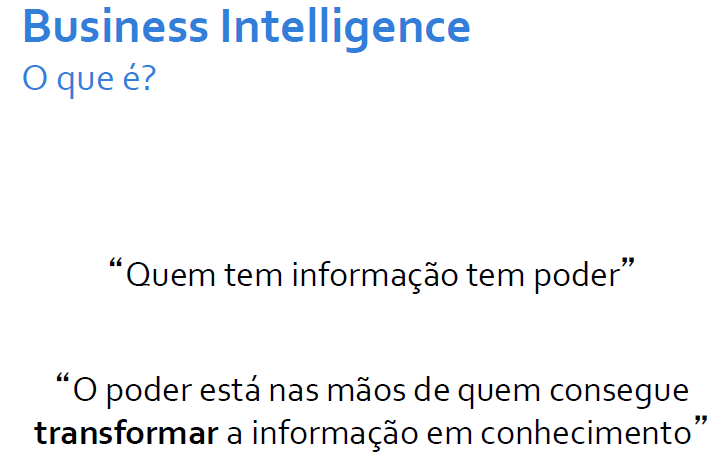 Business Intelligence
O que é?
“Quem tem informação tem poder”
“O poder está nas mãos de quem consegue
transformar a informação em conhecimento”